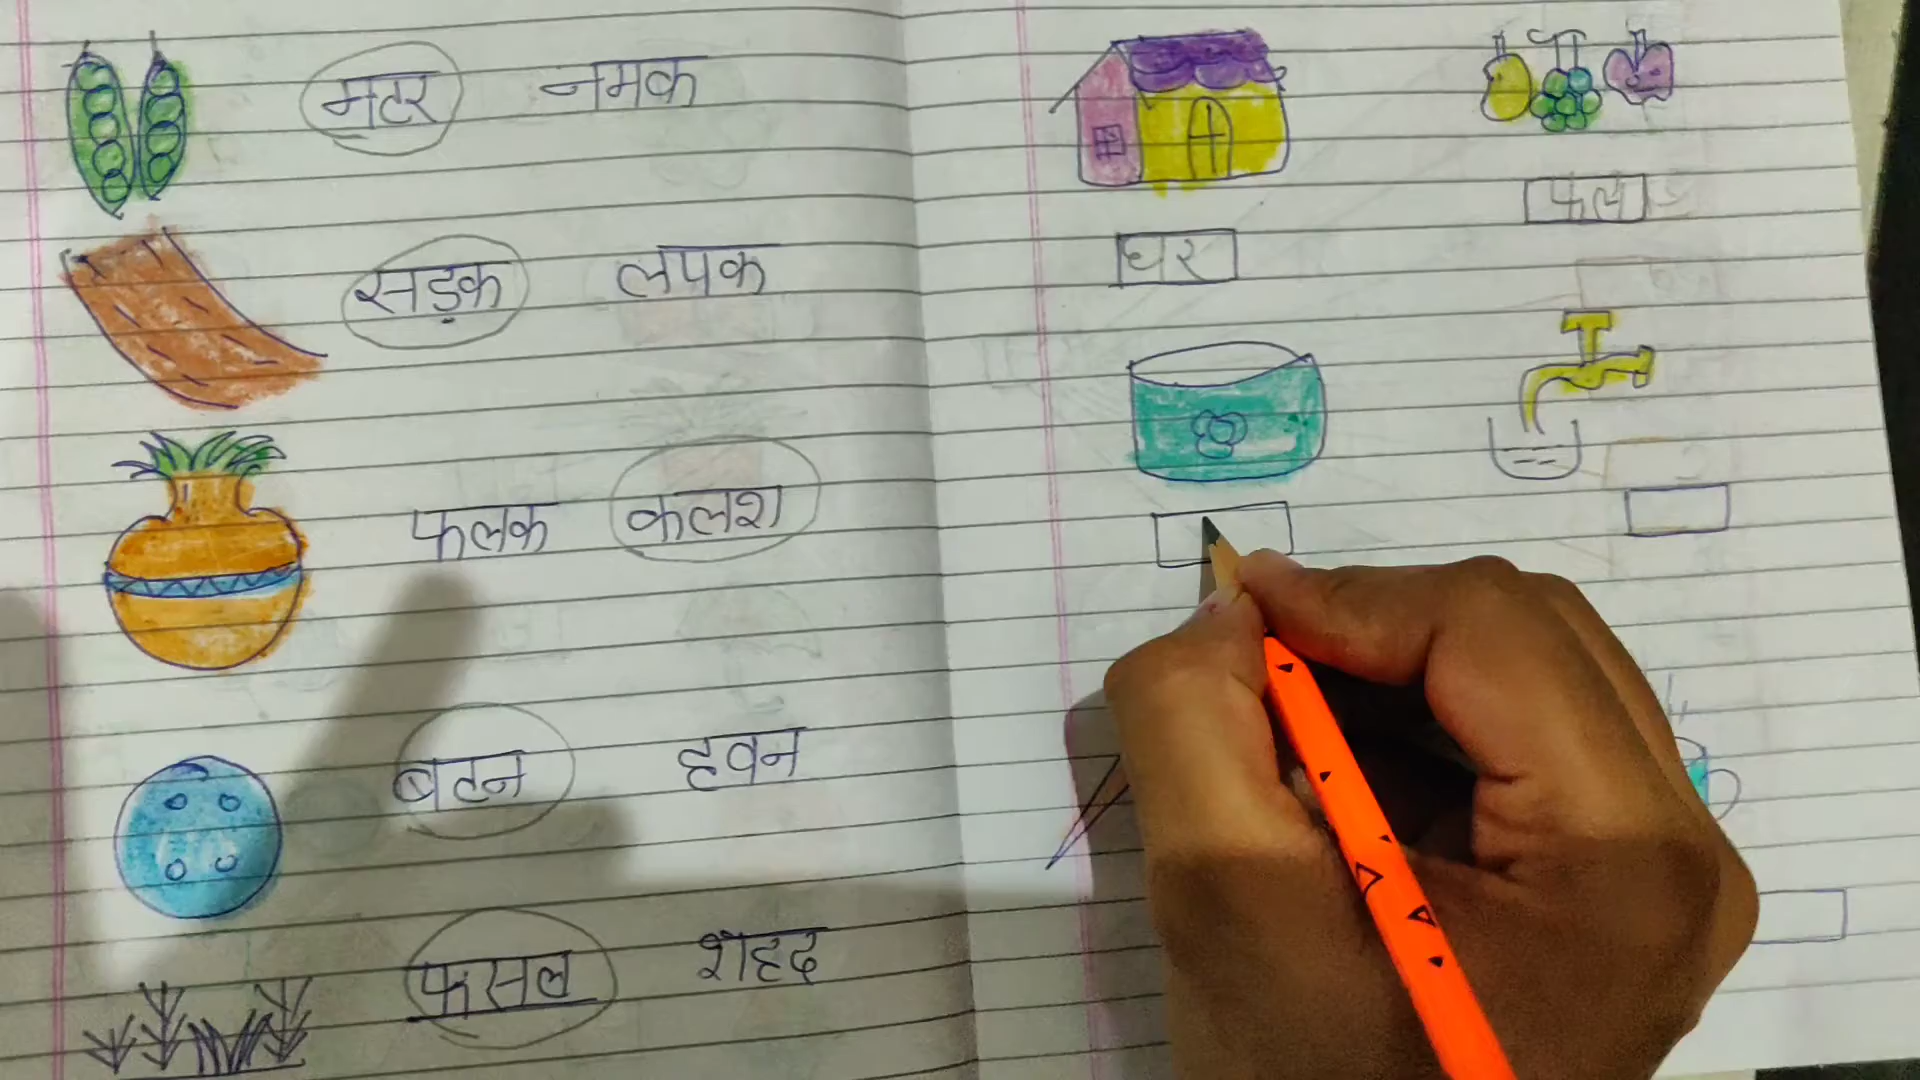 मटर नमक
सड़क लपक
फलक कलश
बटन हवन
फसल शहद
फल
घर